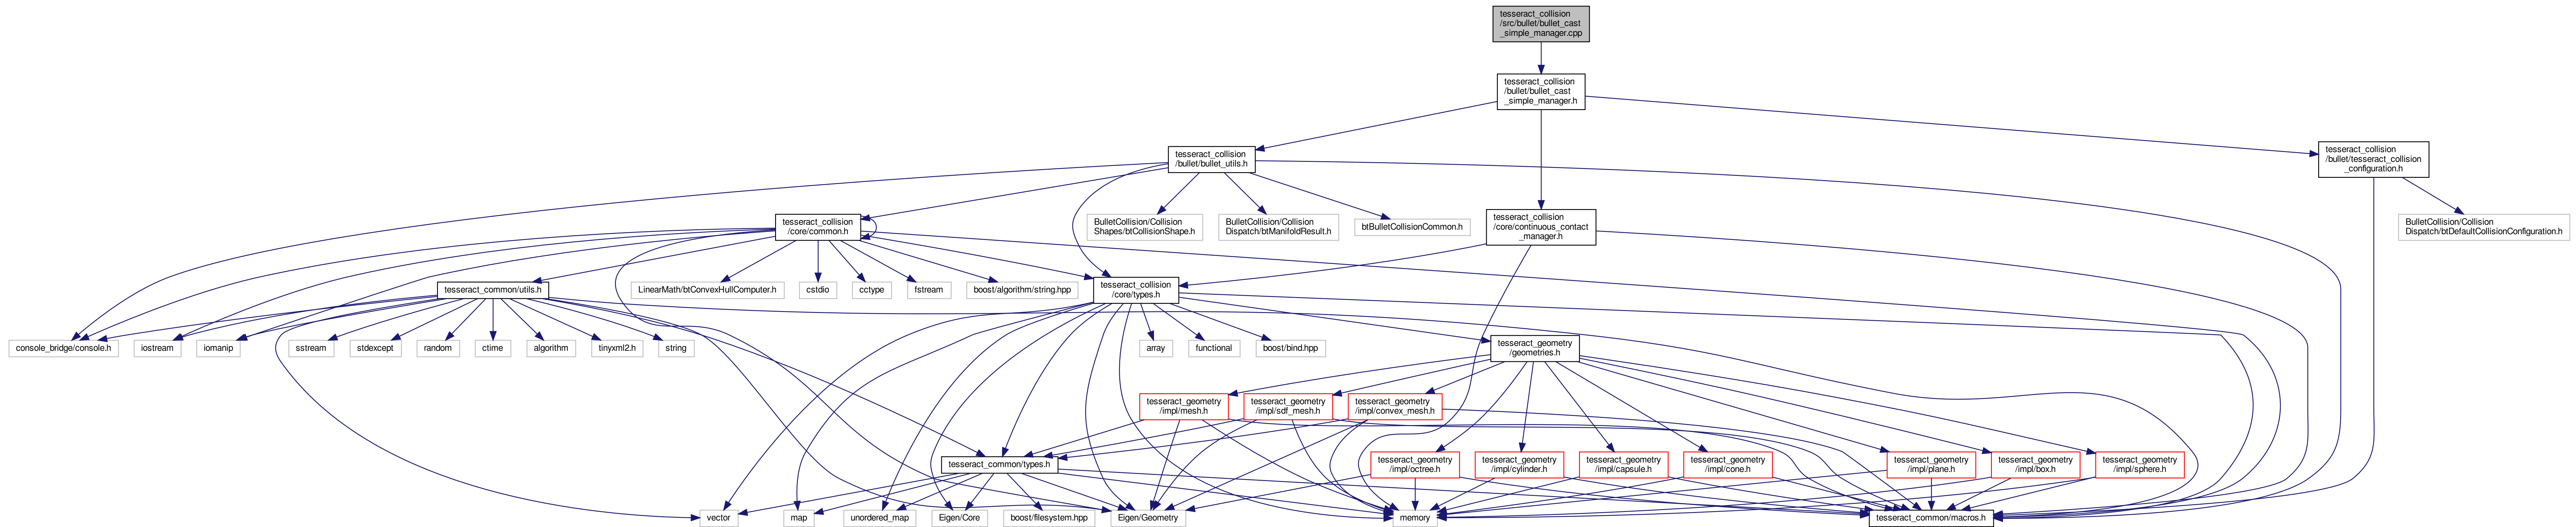 tesseract_collision
/src/bullet/bullet_cast
_simple_manager.cpp
tesseract_collision
/bullet/bullet_cast
_simple_manager.h
tesseract_collision
/bullet/bullet_utils.h
tesseract_collision
/bullet/tesseract_collision
_configuration.h
tesseract_collision
/core/common.h
BulletCollision/Collision
Shapes/btCollisionShape.h
BulletCollision/Collision
Dispatch/btManifoldResult.h
btBulletCollisionCommon.h
tesseract_collision
/core/continuous_contact
_manager.h
BulletCollision/Collision
Dispatch/btDefaultCollisionConfiguration.h
tesseract_common/utils.h
LinearMath/btConvexHullComputer.h
cstdio
cctype
fstream
boost/algorithm/string.hpp
tesseract_collision
/core/types.h
console_bridge/console.h
iostream
iomanip
sstream
stdexcept
random
ctime
algorithm
tinyxml2.h
string
array
functional
boost/bind.hpp
tesseract_geometry
/geometries.h
tesseract_geometry
/impl/mesh.h
tesseract_geometry
/impl/sdf_mesh.h
tesseract_geometry
/impl/convex_mesh.h
tesseract_common/types.h
tesseract_geometry
/impl/octree.h
tesseract_geometry
/impl/cylinder.h
tesseract_geometry
/impl/capsule.h
tesseract_geometry
/impl/cone.h
tesseract_geometry
/impl/plane.h
tesseract_geometry
/impl/box.h
tesseract_geometry
/impl/sphere.h
vector
map
unordered_map
Eigen/Core
boost/filesystem.hpp
Eigen/Geometry
memory
tesseract_common/macros.h